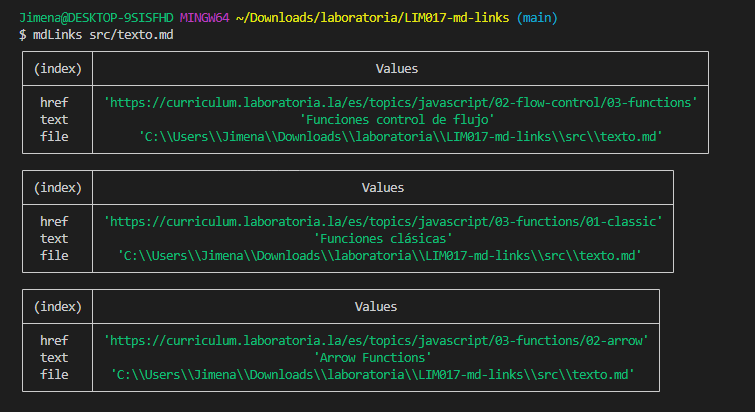 Jimena@DESKTOP-9SISFHD MINGW64 ~/Downloads/laboratoria/LIM017-md-links (main)
$ mdLinks src/texto.md
(index) Values
href 'https://curriculum.laboratoria.la/es/topics/javascript/02-flow-control/03-functions'
text 'Funciones control de flujo'
file 'C:\\Users\\Jimena\\Downloads\\laboratoria\\LIM017-md-links\\src\\texto.md'
(index) Values
href 'https://curriculum.laboratoria.la/es/topics/javascript/03-functions/01-classic'
text 'Funciones clásicas'
file 'C:\\Users\\Jimena\\Downloads\\laboratoria\\LIM017-md-links\\src\\texto.md'
(index) Values
href 'https://curriculum.laboratoria.la/es/topics/javascript/03-functions/02-arrow'
text 'Arrow Functions'
file 'C:\\Users\\Jimena\\Downloads\\laboratoria\\LIM017-md-links\\src\\texto.md'